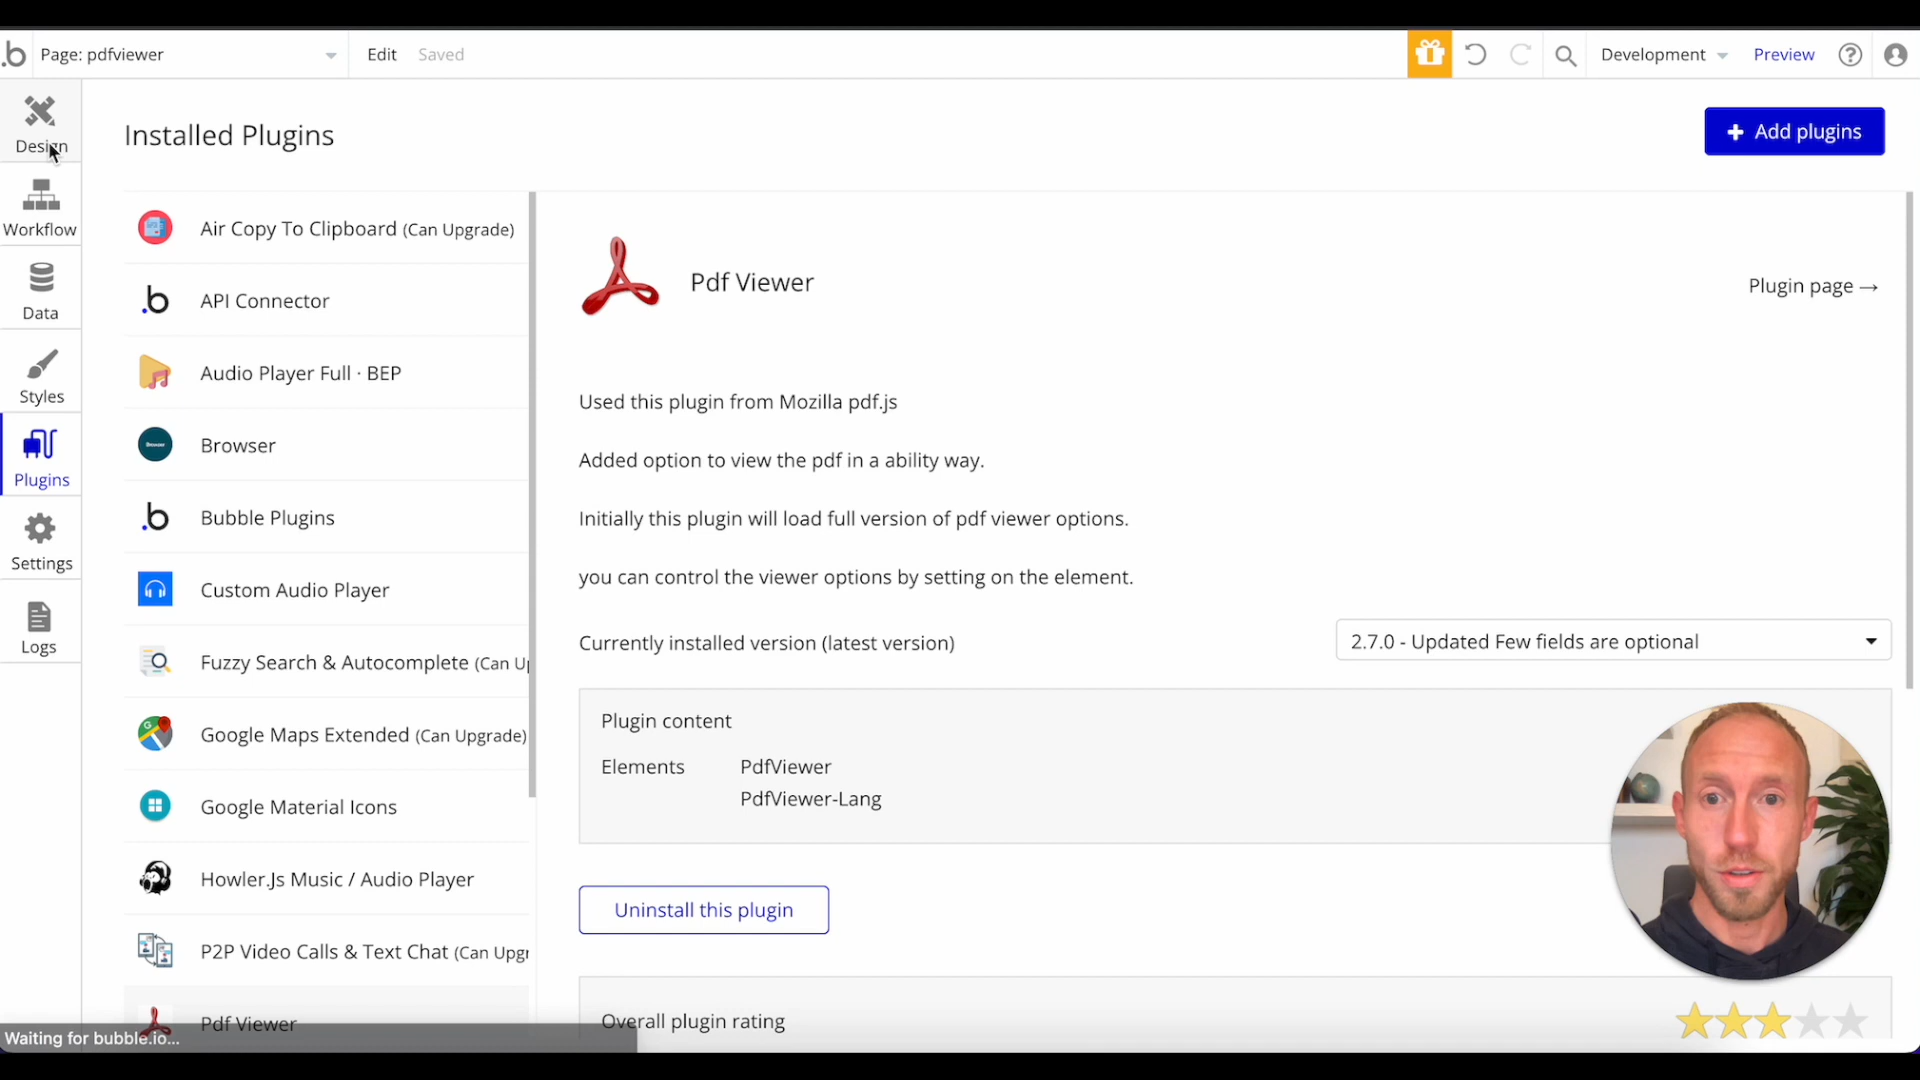 .b
Page: pdfviewer
Edit
Saved
Development
Preview
?
Design
Workflow
Data
Styles
Plugins
Settings
Logs
Installed Plugins
+ Add plugins
Air Copy To Clipboard (Can Upgrade)
.b API Connector
Audio Player Full · BEP
Browser
.b Bubble Plugins
Custom Audio Player
Fuzzy Search & Autocomplete (Can Up
Google Maps Extended (Can Upgrade)
Google Material Icons
Howler.Js Music / Audio Player
P2P Video Calls & Text Chat (Can Upgr
Pdf Viewer
Waiting for bubble.io...
Pdf Viewer
Plugin page →
Used this plugin from Mozilla pdf.js
Added option to view the pdf in a ability way.
Initially this plugin will load full version of pdf viewer options.
you can control the viewer options by setting on the element.
Currently installed version (latest version)
2.7.0 - Updated Few fields are optional
Plugin content
Elements
PdfViewer
PdfViewer-Lang
Uninstall this plugin
Overall plugin rating